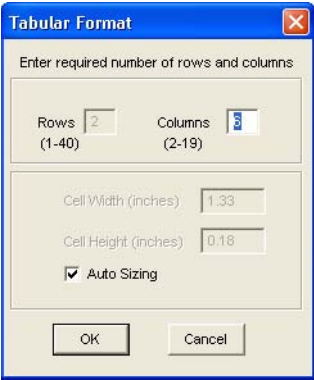 Tabular Format
Enter required number of rows and columns
Rows 2 Columns 6
(1-40) (2-19)
Cell Width (inches) 1.33
Cell Height (inches) 0.18
Auto Sizing
OK Cancel